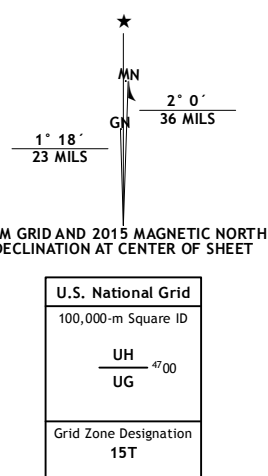 ★
MN
2° 0´
36 MILS
GN
1° 18´
23 MILS
M GRID AND 2015 MAGNETIC NORTH
DECLINATION AT CENTER OF SHEET
U.S. National Grid
100,000-m Square ID
UH
4700
UG
Grid Zone Designation
15T